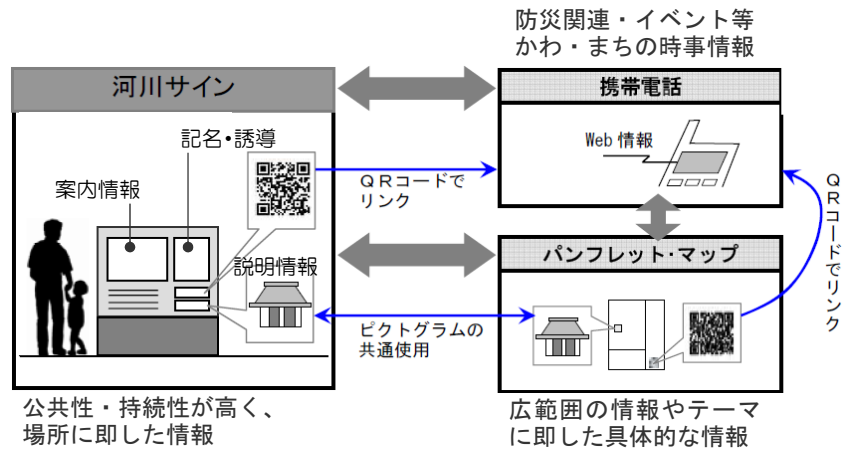 防災関連・イベント等
かわ・まちの時事情報
河川サイン
携帯電話
記名・誘導
案内情報
説明情報
Web 情報
ＱＲコードで
リンク
パンフレット・マップ
ピクトグラムの
共通使用
ＱＲコードでリンク
公共性・持続性が高く、
場所に即した情報
広範囲の情報やテーマ
に即した具体的な情報